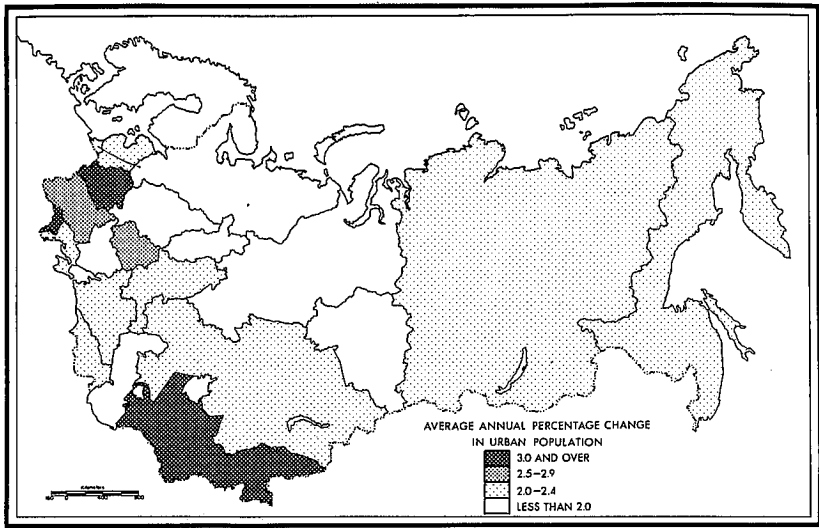 AVERAGE ANNUAL PERCENTAGE CHANGE
IN URBAN POPULATION
3.0 AND OVER
2.5–2.9
2.0–2.4
LESS THAN 2.0